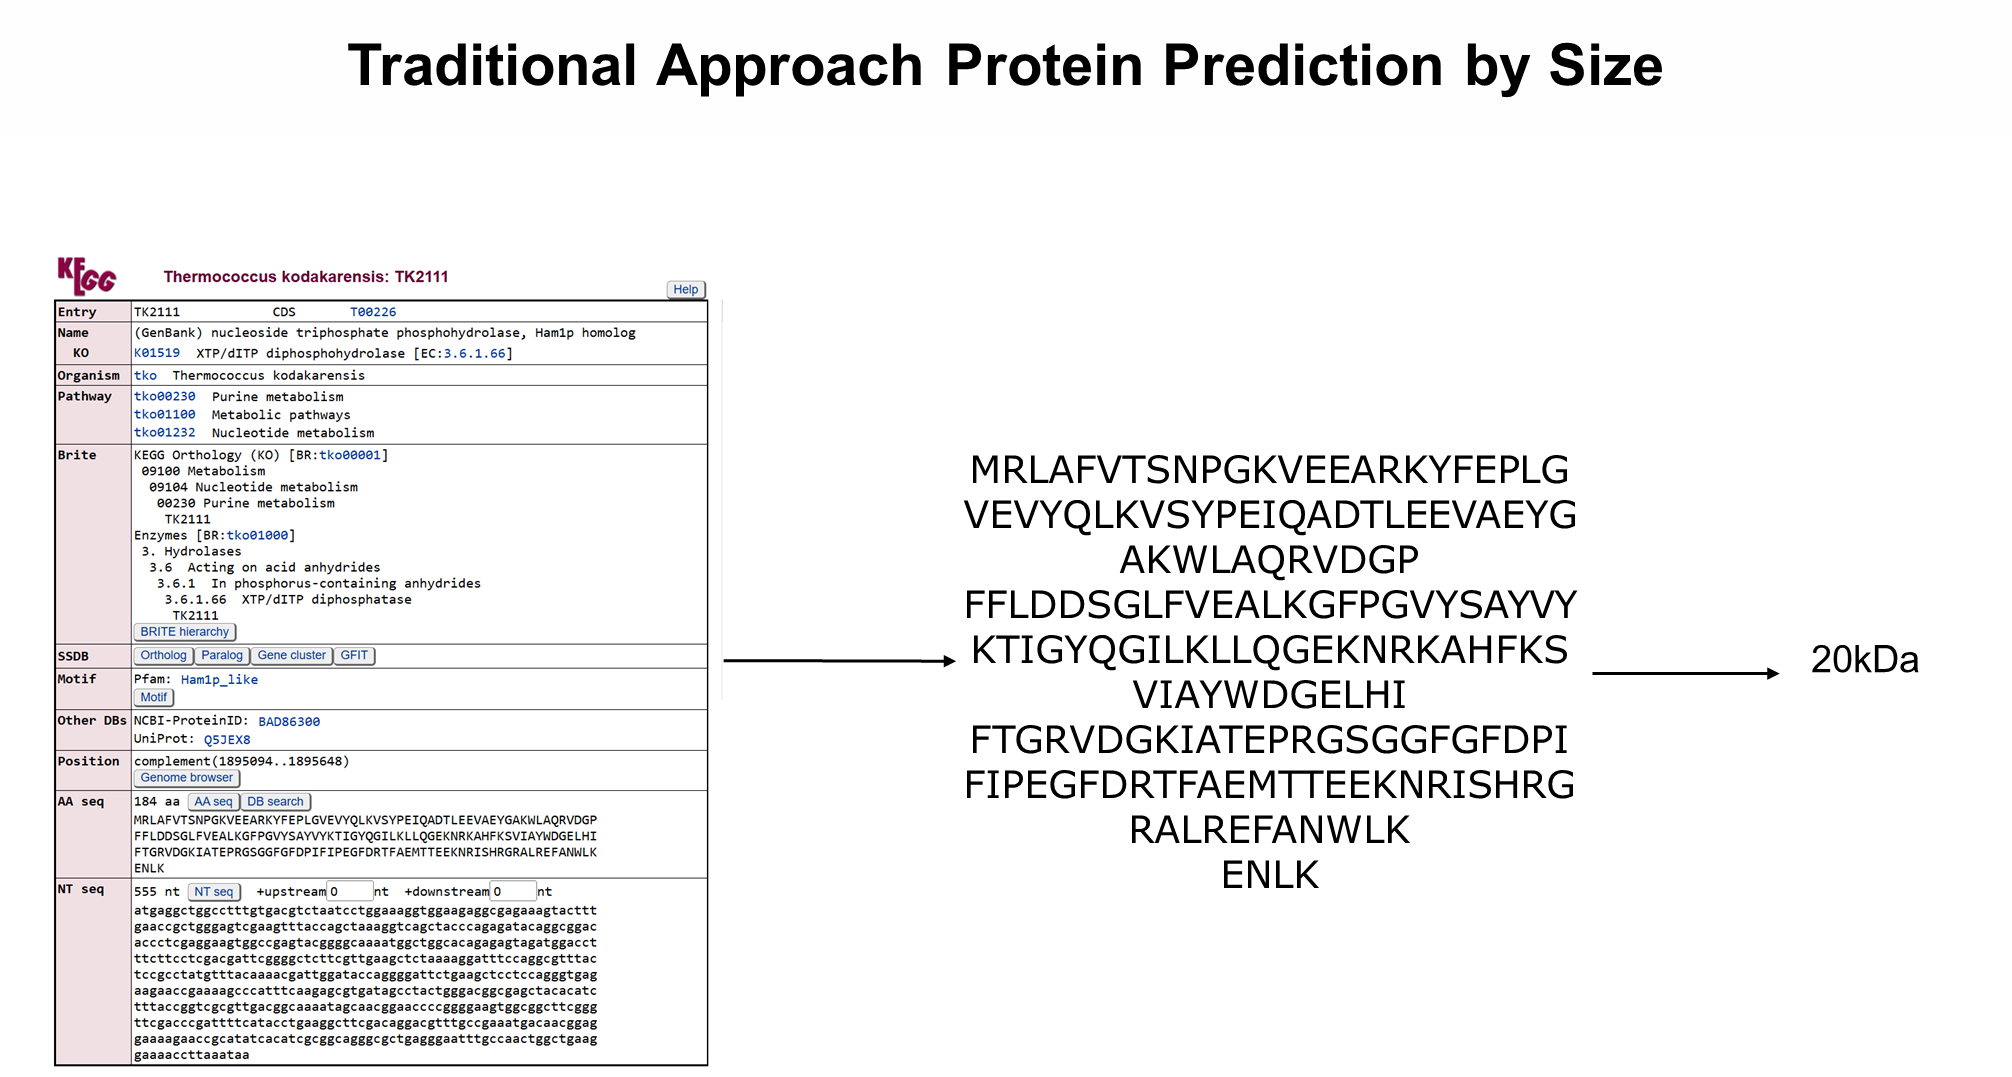 Traditional Approach Protein Prediction by Size
KEGG
Thermococcus kodakarensis: TK2111
Help
Entry TK2111 CDS T00226
Name (GenBank) nucleoside triphosphate phosphohydrolase, Ham1p homolog
KO K01519 XTP/dITP diphosphohydrolase [EC:3.6.1.66]
Organism tko Thermococcus kodakarensis
Pathway tko00230 Purine metabolism
tko01100 Metabolic pathways
tko01232 Nucleotide metabolism
Brite KEGG Orthology (KO) [BR:tko00001]
09100 Metabolism
09104 Nucleotide metabolism
00230 Purine metabolism
TK2111
Enzymes [BR:tko01000]
3. Hydrolases
3.6 Acting on acid anhydrides
3.6.1 In phosphorus-containing anhydrides
3.6.1.66 XTP/dITP diphosphatase
TK2111
BRITE hierarchy
SSDB Ortholog Paralog Gene cluster GFIT
Motif Pfam: Ham1p_like
Motif
Other DBs NCBI-ProteinID: BAD86300
UniProt: Q5JEX8
Position complement(1895094..1895648)
Genome browser
AA seq 184 aa AA seq DB search
MRLAFVTSNPGKVEEARKYFEPLGVEVYQLKVSYPEIQADTLEEVAEYGAKWLAQRVDGP
FFLDDSGLFVEALKGFPGVYSAYVYKTIGYQGILKLLQGEKNRKAHFKSVIAYWDGELHI
FTGRVDGKIATEPRGSGGFGFDPIFIPEGFDRTFAEMTTEEKNRISHRGRALREFANWLK
ENLK
NT seq 555 nt NT seq +upstream 0 nt +downstream 0 nt
atgaggctggcctttgtgacgtctaatcctggaaaggtggaagaggcgagaaagtacttt
gaaccgctgggagtcgaagtttaccagctaaaggtcagctacccagagatacaggcggac
accctcgaggaagtggccgagtacggggcaaaatggctggcacagagagtagatggacct
ttcttcctcgacgattcggggctcttcgttgaagctctaaaaggatttccaggcgtttac
tccgcctatgtttacaaaacgattggataccaggggattctgaagctcctccagggtgag
aagaaccgaaaagcccatttcaagagcgtgatagcctactgggacggcgagctacacatc
tttaccggtcgcgttgacggcaaaatagcaacggaaccccggggaagtggcggcttcggg
ttcgacccgattttcatacctgaaggcttcgacaggacgtttgccgaaatgacaacggag
gaaaagaaccgcatatcacatcgcggcagggcgctgagggaatttgccaactggctgaag
gaaaaccttaaataa
MRLAFVTSNPGKVEEARKYFEPLG
VEVYQLKVSYPEIQADTLEEVAEYG
AKWLAQRVDGP
FFLDDSGLFVEALKGFPGVYSAYVY
KTIGYQGILKLLQGEKNRKAHFKS
VIAYWDGELHI
FTGRVDGKIATEPRGSGGFGFDPI
FIPEGFDRTFAEMTTEEKNRISHRG
RALREFANWLK
ENLK
20kDa